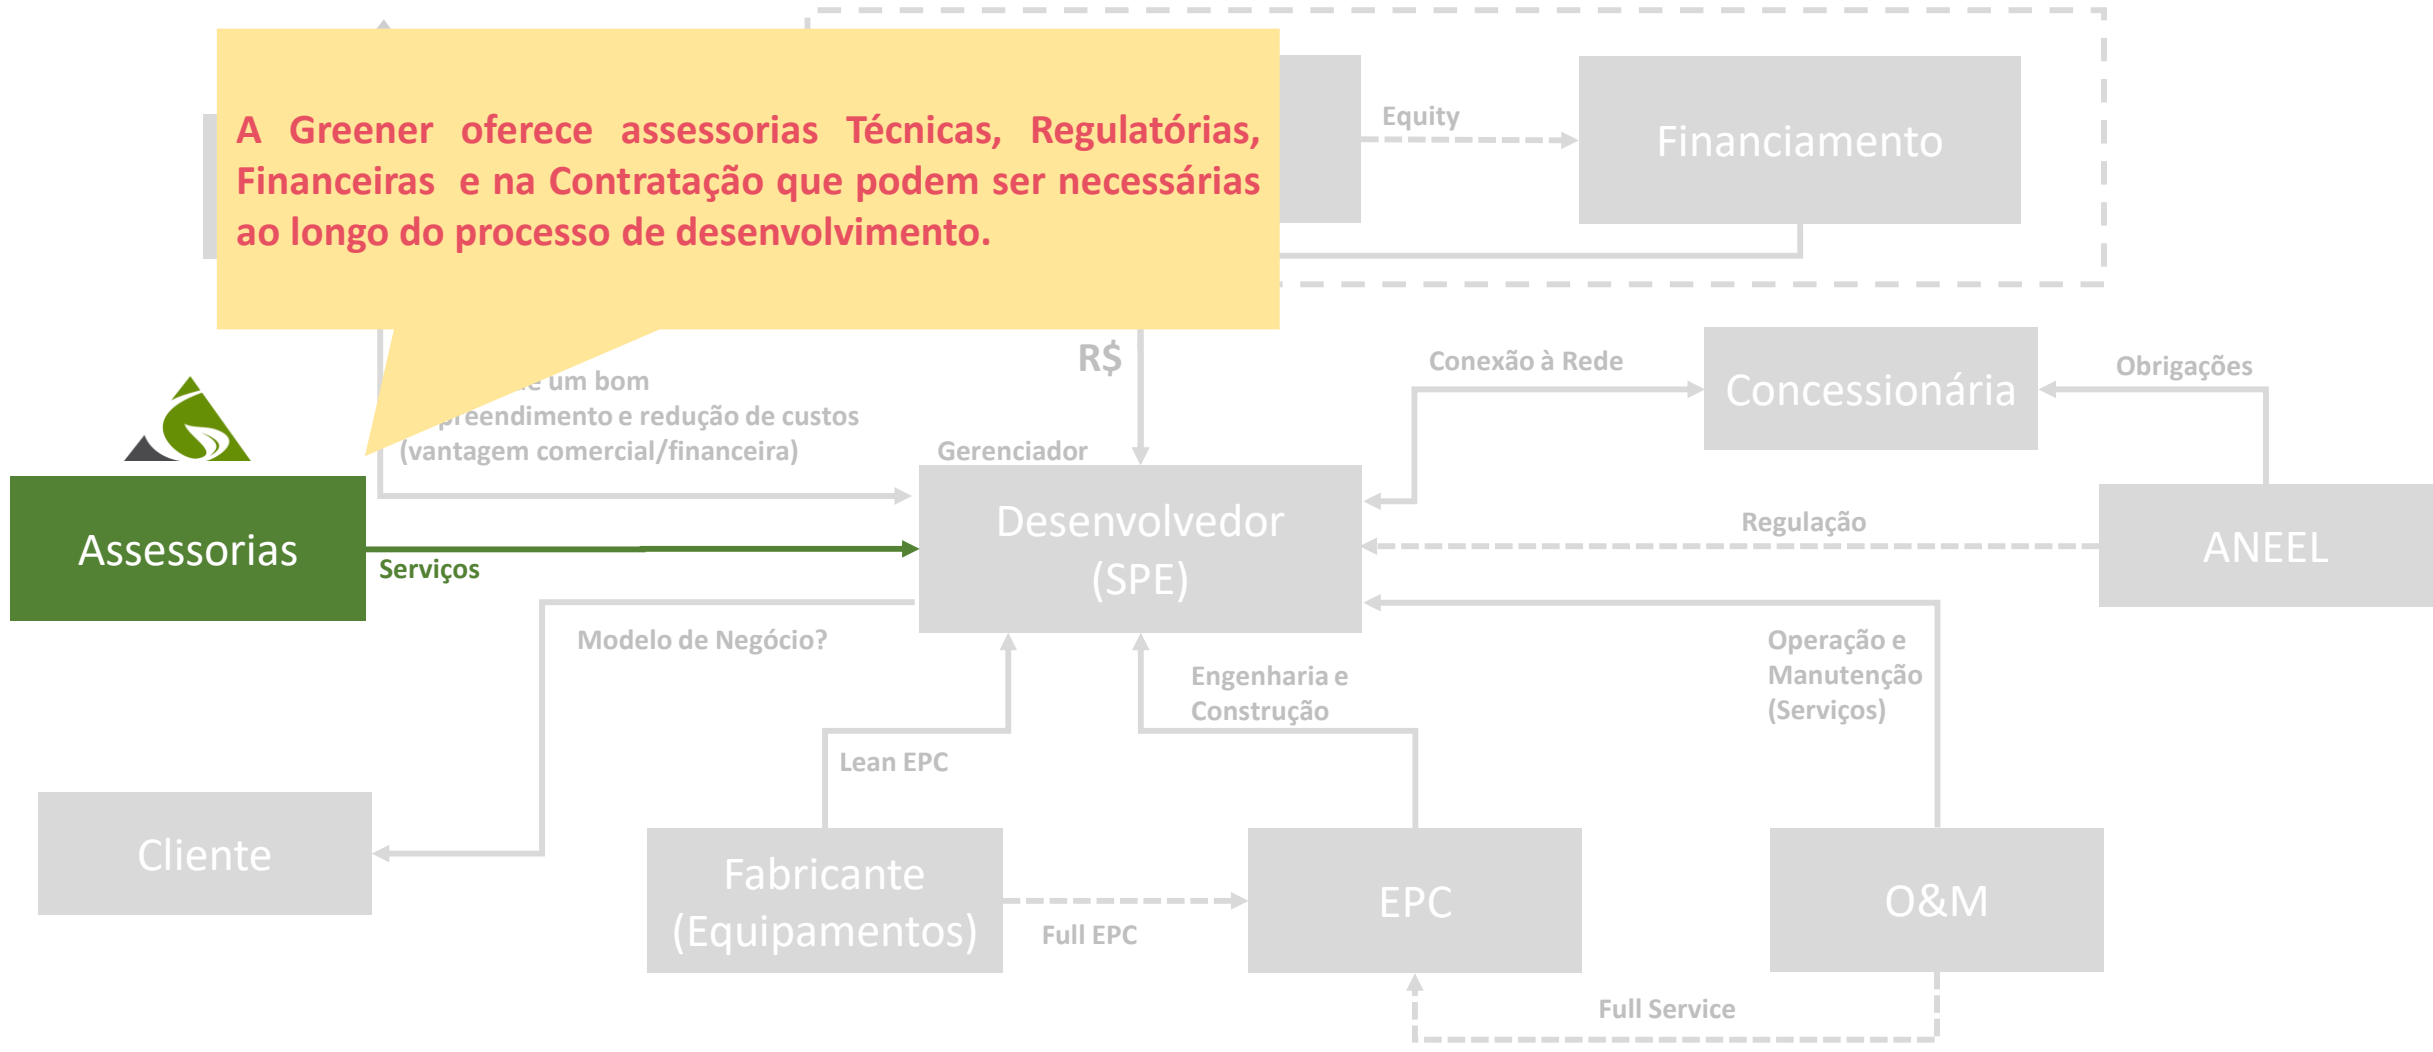 A Greener oferece assessorias Técnicas, Regulatórias,
Financeiras e na Contratação que podem ser necessárias
ao longo do processo de desenvolvimento.
Equity
Financiamento
R$
Conexão à Rede
Concessionária
Obrigações
um bom
e redução de custos
(vantagem comercial/financeira)
Gerenciador
Assessorias
Serviços
Desenvolvedor
(SPE)
Regulação
ANEEL
Modelo de Negócio?
Engenharia e
Construção
Operação e
Manutenção
(Serviços)
Lean EPC
Cliente
Fabricante
(Equipamentos)
Full EPC
EPC
O&M
Full Service